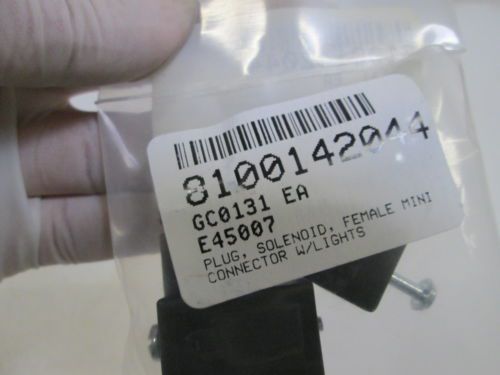 8100142044
GC0131 EA
E45007
PLUG, SOLENOID, FEMALE MINI
CONNECTOR W/LIGHTS